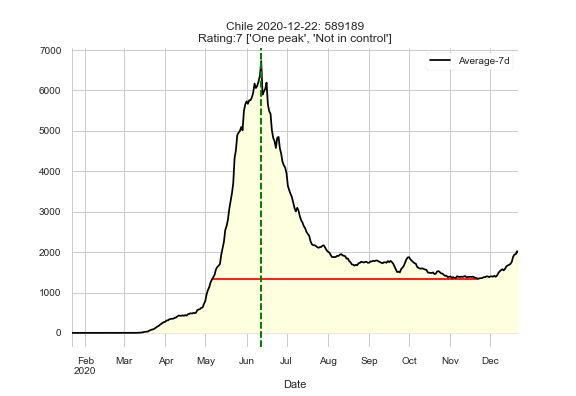 Chile 2020-12-22: 589189
Rating:7 ['One peak', 'Not in control']
Average-7d
7000
6000
5000
4000
3000
2000
1000
0
Feb Mar Apr May Jun Jul Aug Sep Oct Nov Dec
2020
Date